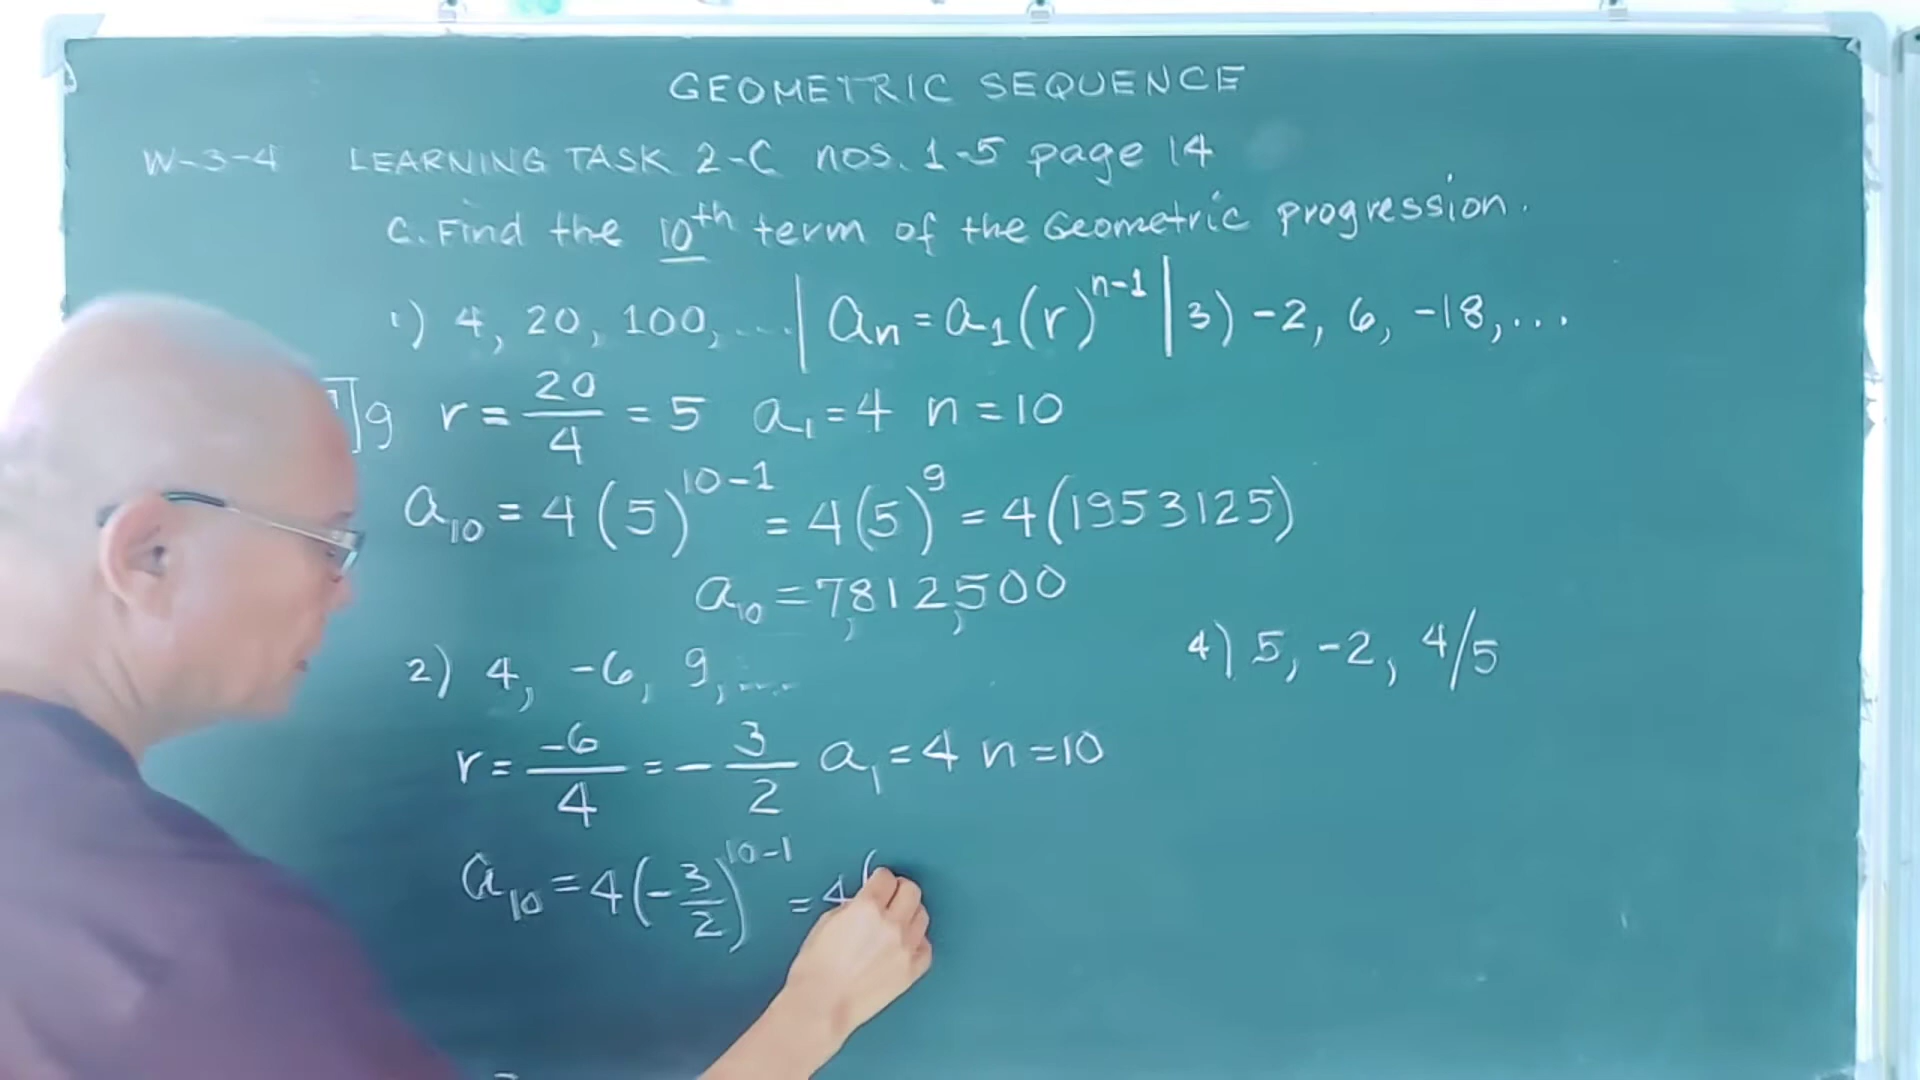 GEOMETRIC SEQUENCE
W-3-4 LEARNING TASK 2-C nos. 1-5 page 14
C. Find the 10th term of the Geometric progression.
1) 4, 20, 100, .... | an = a1(r)^n-1 | 3) -2, 6, -18, ...
g r = 20/4 = 5 a1 = 4 n = 10
a10 = 4(5)^10-1 = 4(5)^9 = 4(1953125)
a10 = 7,812,500
2) 4, -6, 9, .... 4) 5, -2, 4/5
r = -6/4 = -3/2 a1 = 4 n = 10
a10 = 4(-3/2)^10-1 = 4(